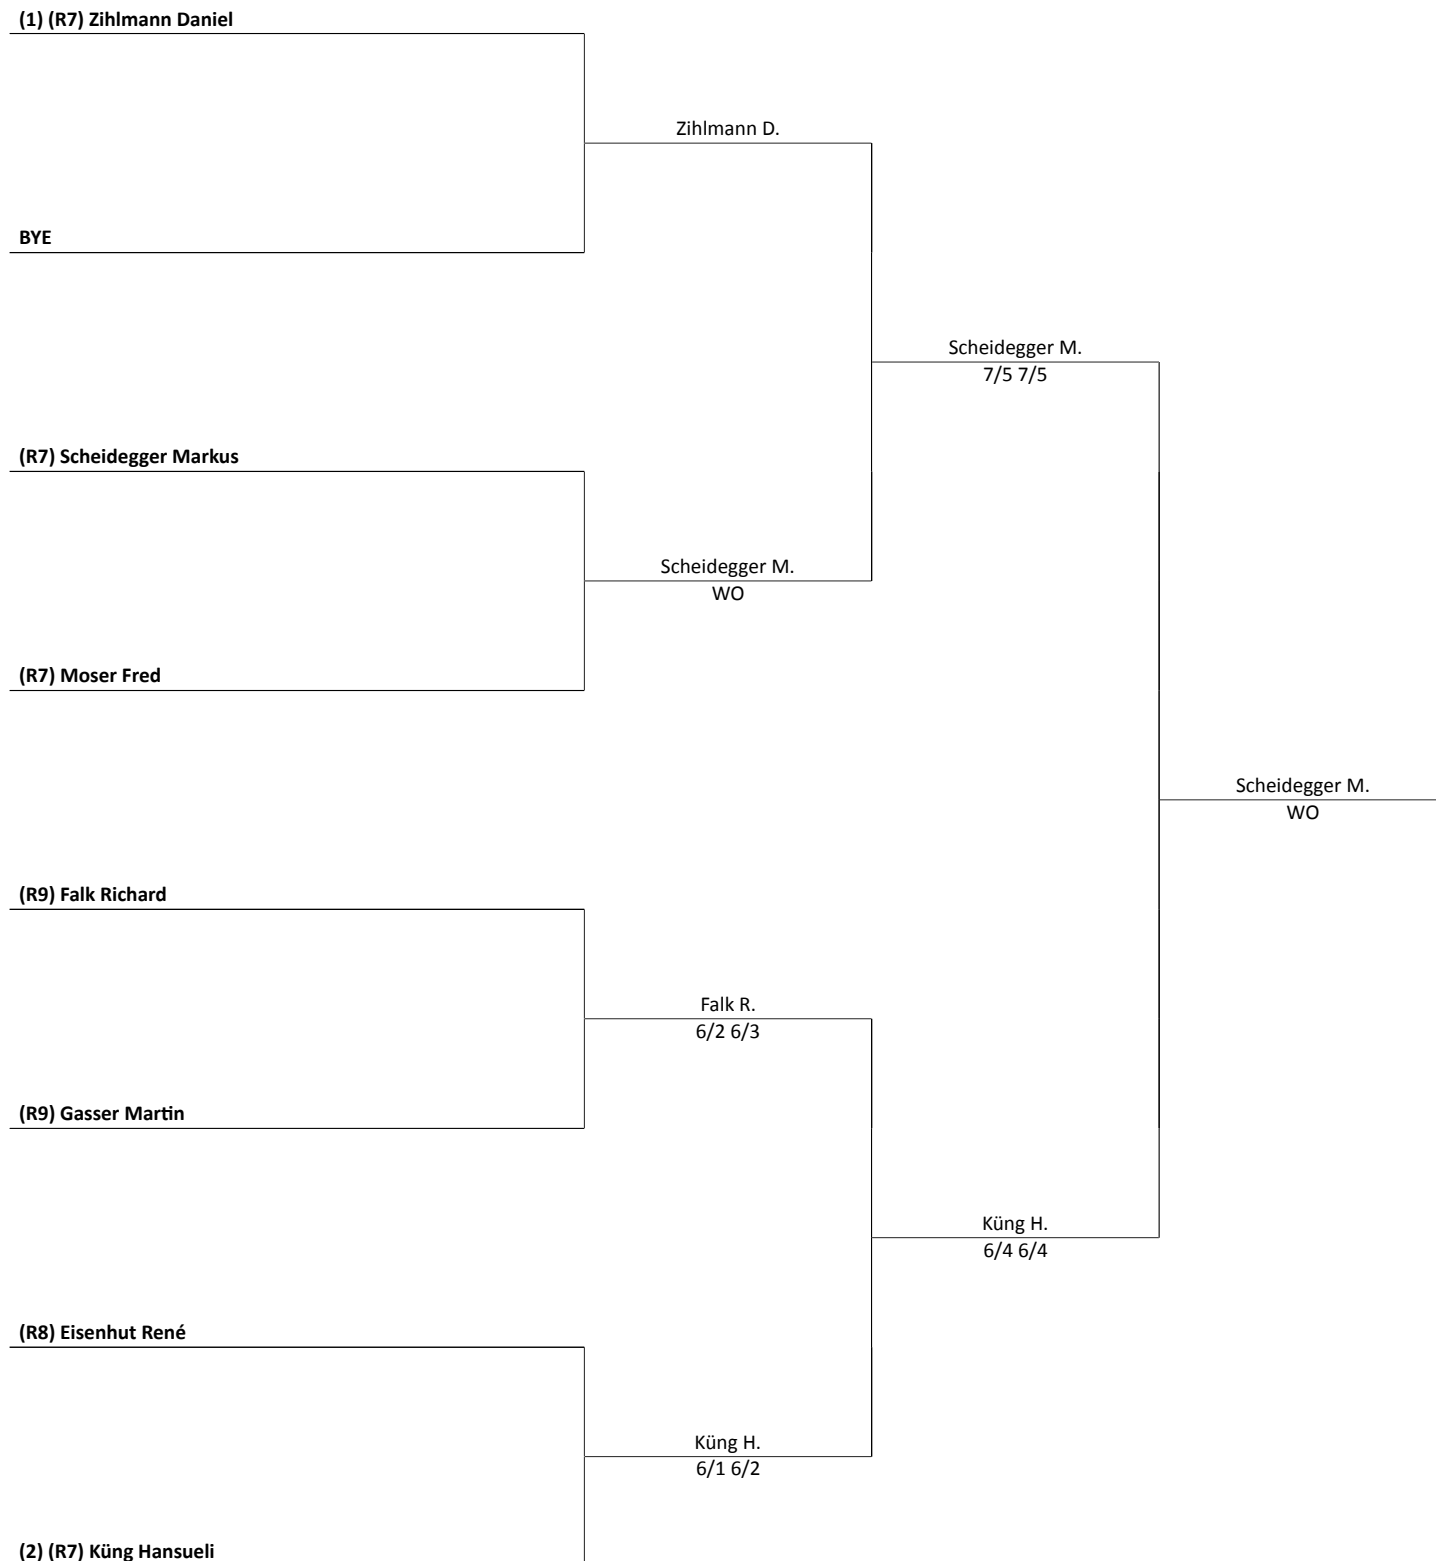 (1) (R7) Zihlmann Daniel
Zihlmann D.
BYE
Scheidegger M.
7/5 7/5
(R7) Scheidegger Markus
Scheidegger M.
WO
(R7) Moser Fred
Scheidegger M.
WO
(R9) Falk Richard
Falk R.
6/2 6/3
(R9) Gasser Martin
Küng H.
6/4 6/4
(R8) Eisenhut René
Küng H.
6/1 6/2
(2) (R7) Küng Hansueli